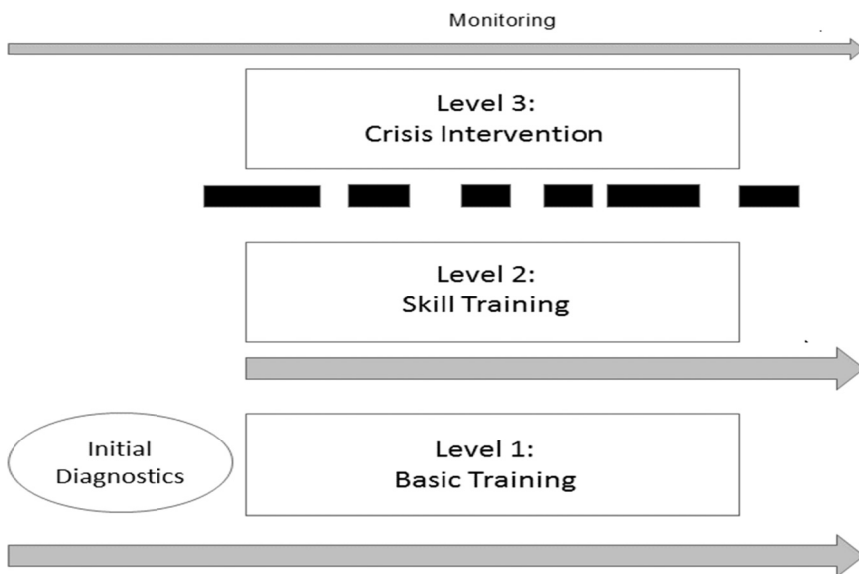 Monitoring
Level 3:
Crisis Intervention
Level 2:
Skill Training
Initial
Diagnostics
Level 1:
Basic Training